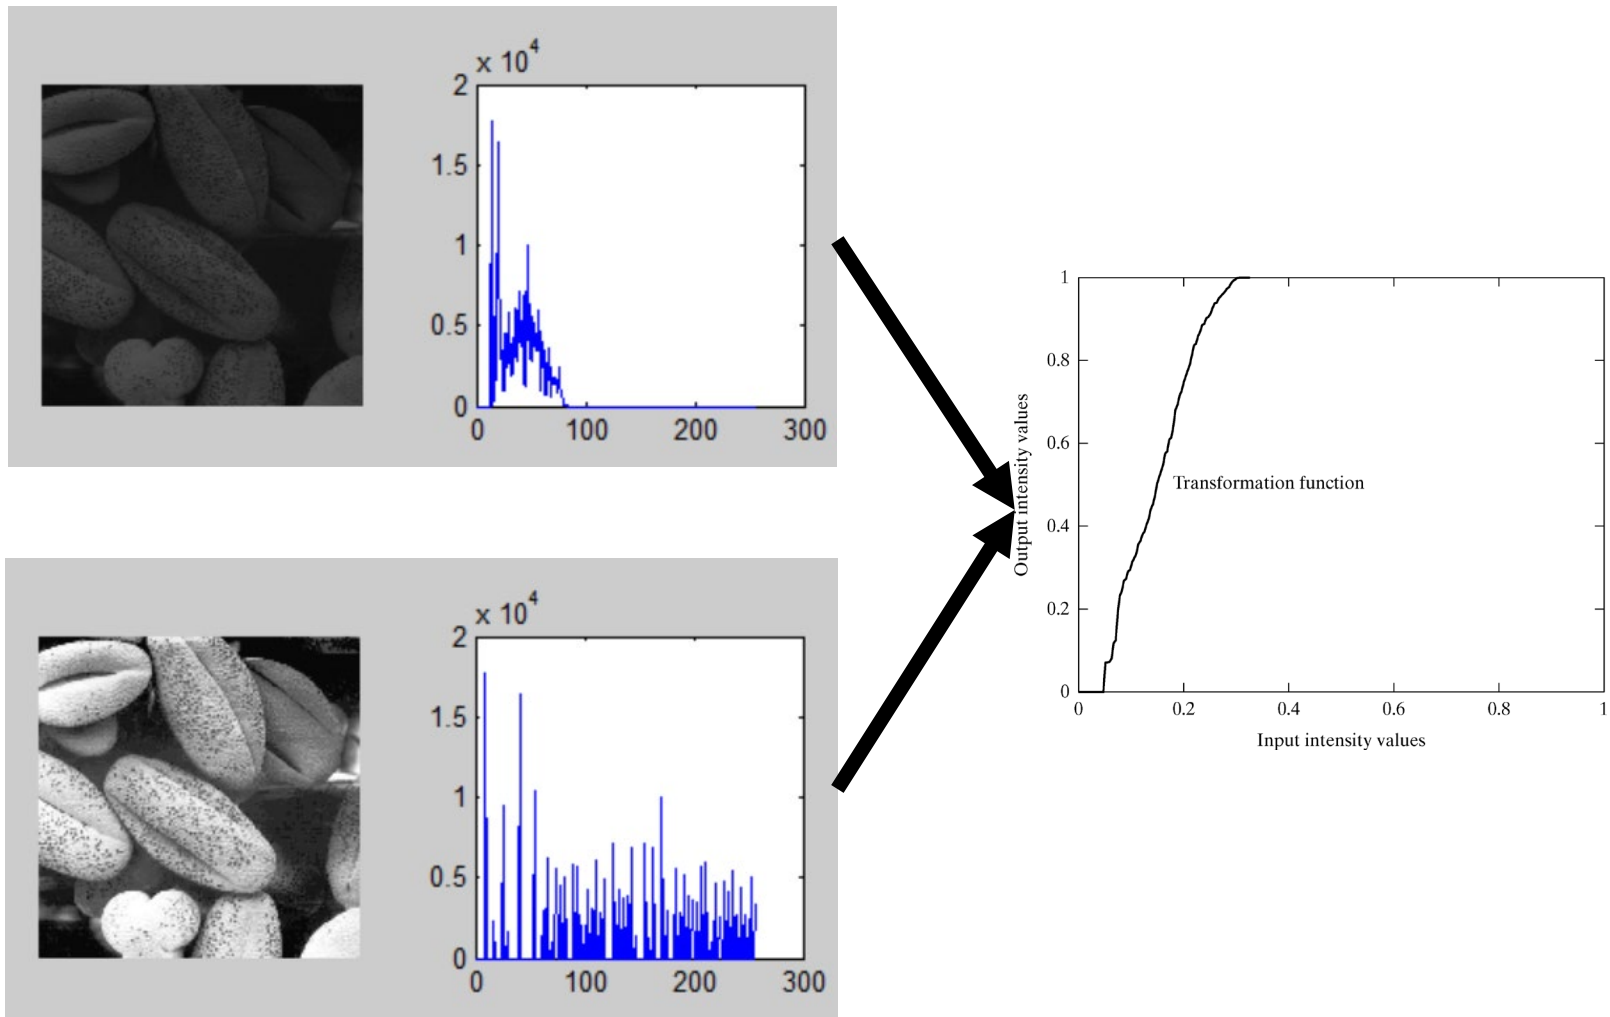 x 10^4
2
1.5
1
0.5
0
0 100 200 300
x 10^4
2
1.5
1
0.5
0
0 100 200 300
1
0.8
0.6
0.4
0.2
0
Output intensity values
Transformation function
0 0.2 0.4 0.6 0.8 1
Input intensity values